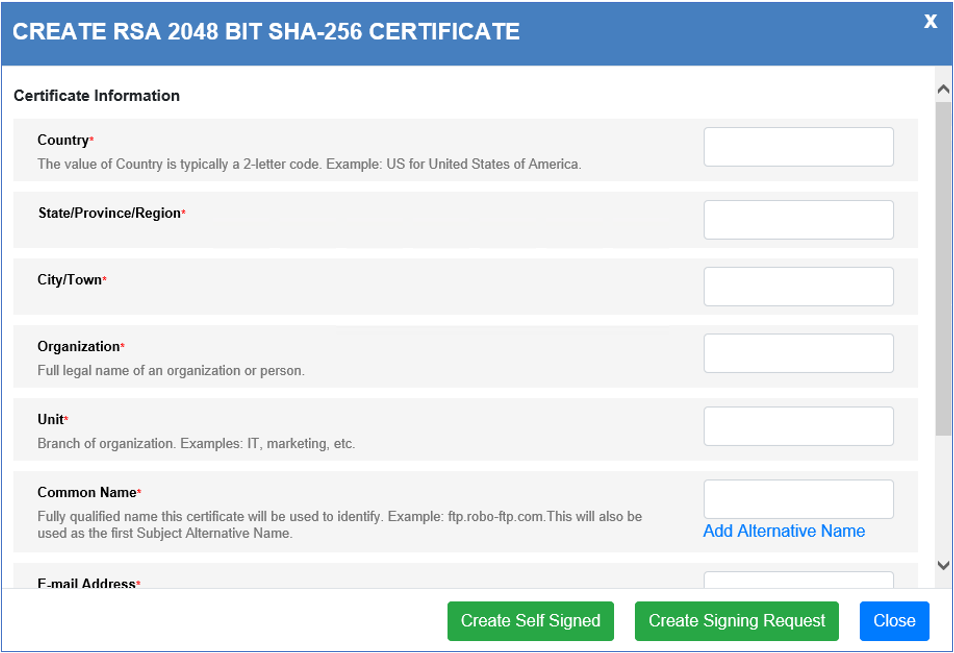 CREATE RSA 2048 BIT SHA-256 CERTIFICATE
X
Certificate Information
Country*
The value of Country is typically a 2-letter code. Example: US for United States of America.
State/Province/Region*
City/Town*
Organization*
Full legal name of an organization or person.
Unit*
Branch of organization. Examples: IT, marketing, etc.
Common Name*
Fully qualified name this certificate will be used to identify. Example: ftp.robo-ftp.com.This will also be
used as the first Subject Alternative Name.
Add Alternative Name
E-mail Address*
Create Self Signed
Create Signing Request
Close